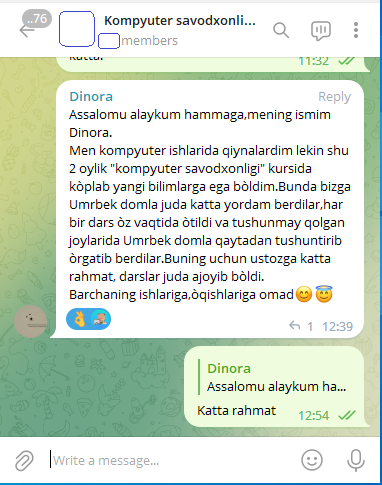 ..76
Kompyuter savodxonli...
members
Katta.
11:32
Dinora
Reply
Assalomu alaykum hammaga,mening ismim
Dinora.
Men kompyuter ishlarida qiynalardim lekin shu
2 oylik "kompyuter savodxonligi" kursida
kòplab yangi bilimlarga ega bòldim.Bunda bizga
Umrbek domla juda katta yordam berdilar,har
bir dars òz vaqtida òtildi va tushunmay qolgan
joylarida Umrbek domla qaytadan tushuntirib
òrgatib berdilar.Buning uchun ustozga katta
rahmat, darslar juda ajoyib bòldi.
Barchaning ishlariga,òqishlariga omad😊😇
👌
1 12:39
Dinora
Assalomu alaykum ha...
Katta rahmat
12:54
Write a message...